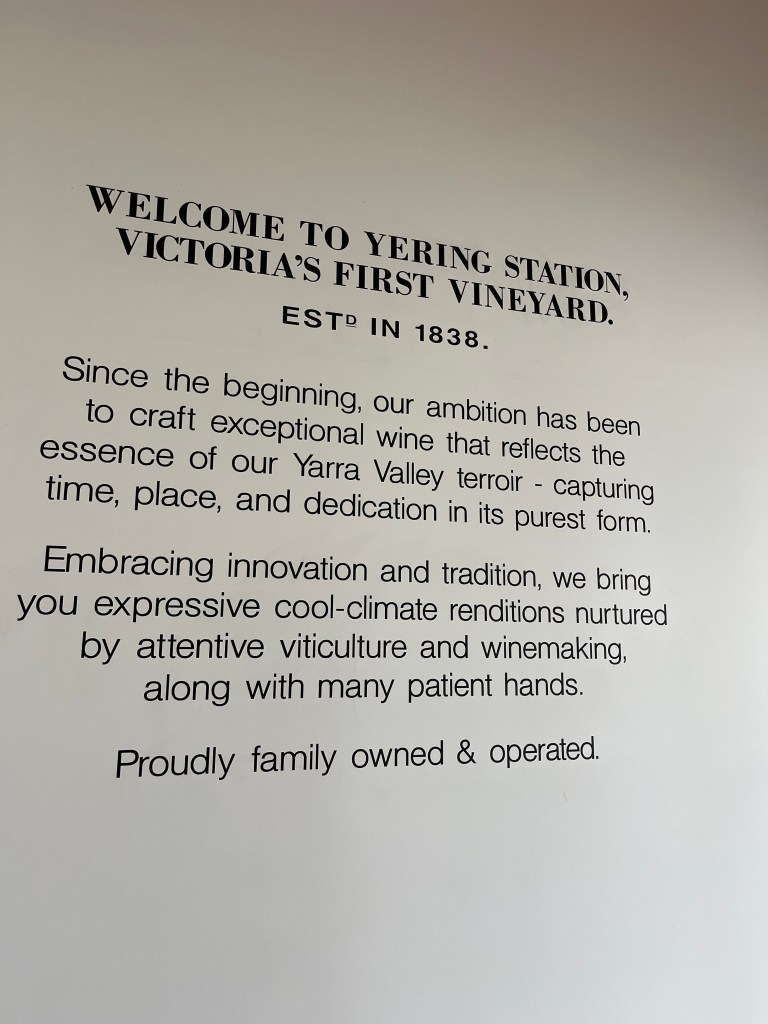 WELCOME TO YERING STATION,
VICTORIA'S FIRST VINEYARD.
ESTD IN 1838.
Since the beginning, our ambition has been
to craft exceptional wine that reflects the
essence of our Yarra Valley terroir - capturing
time, place, and dedication in its purest form.
Embracing innovation and tradition, we bring
you expressive cool-climate renditions nurtured
by attentive viticulture and winemaking,
along with many patient hands.
Proudly family owned & operated.